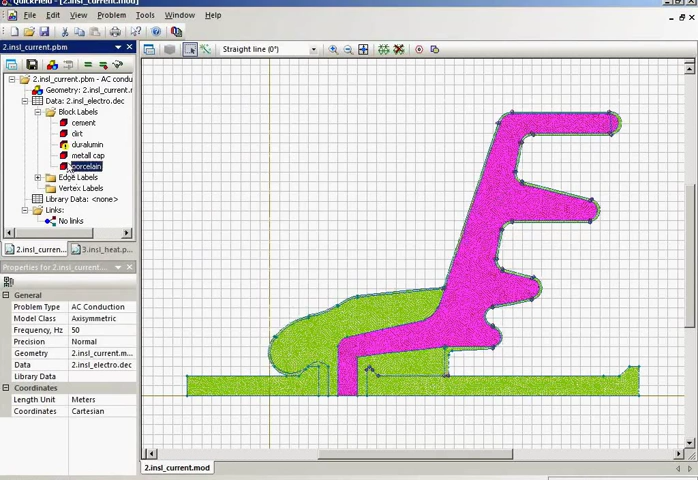 QuickField - [2.insl_current.mod]
File Edit View Problem Tools Window Help
Straight line (0°)
2.insl_current.pbm
2.insl_current.pbm - AC conduc
Geometry: 2.insl_current.r
Data: 2.insl_electro.dec
Block Labels
cement
dirt
duralumin
metall cap
porcelain
Edge Labels
Vertex Labels
Library Data: <none>
Links:
No links
2.insl_curren...
3.insl_heat.p...
Properties for 2.insl_current...
General
Problem Type AC Conduction
Model Class Axisymmetric
Frequency, Hz 50
Precision Normal
Geometry 2.insl_current.m...
Data 2.insl_electro.dec
Library Data
Coordinates
Length Unit Meters
Coordinates Cartesian
2.insl_current.mod